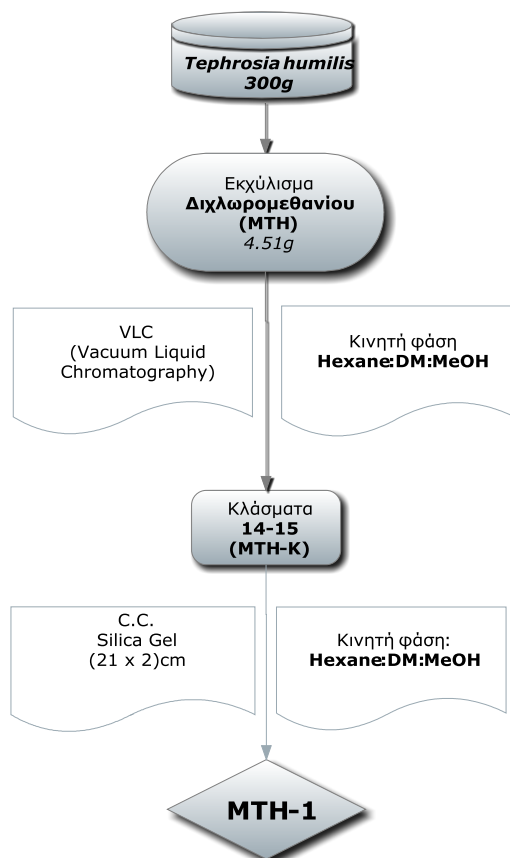 Tephrosia humilis
300g
Εκχύλισμα
Διχλωρομεθανίου
(MTH)
4.51g
VLC
(Vacuum Liquid
Chromatography)
Κινητή φάση
Hexane:DM:MeOH
Κλάσματα
14-15
(MTH-K)
C.C.
Silica Gel
(21 x 2)cm
Κινητή φάση:
Hexane:DM:MeOH
MTH-1